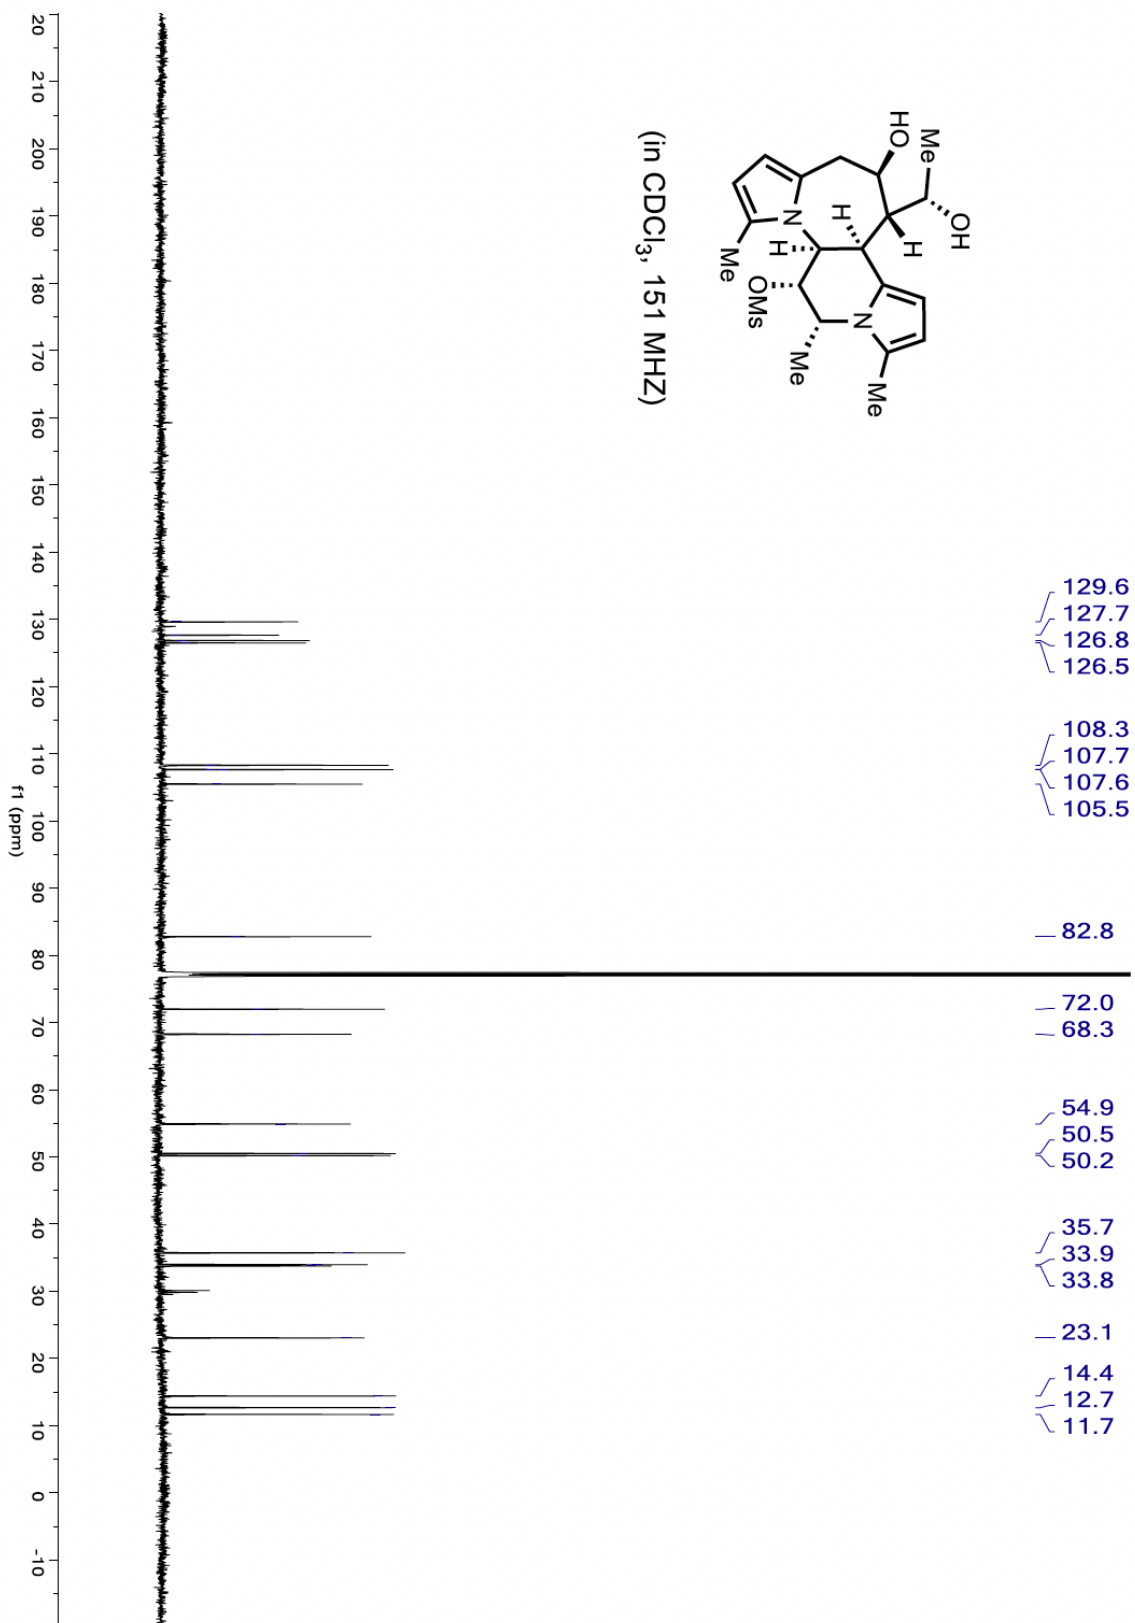 HO
Me
OH
H
H
N
H
Me
OMs
N
Me
Me
(in CDCl₃, 151 MHZ)
129.6
127.7
126.8
126.5
108.3
107.7
107.6
105.5
82.8
72.0
68.3
54.9
50.5
50.2
35.7
33.9
33.8
23.1
14.4
12.7
11.7
20 210 200 190 180 170 160 150 140 130 120 110 100 90 80 70 60 50 40 30 20 10 0 -10
f1 (ppm)